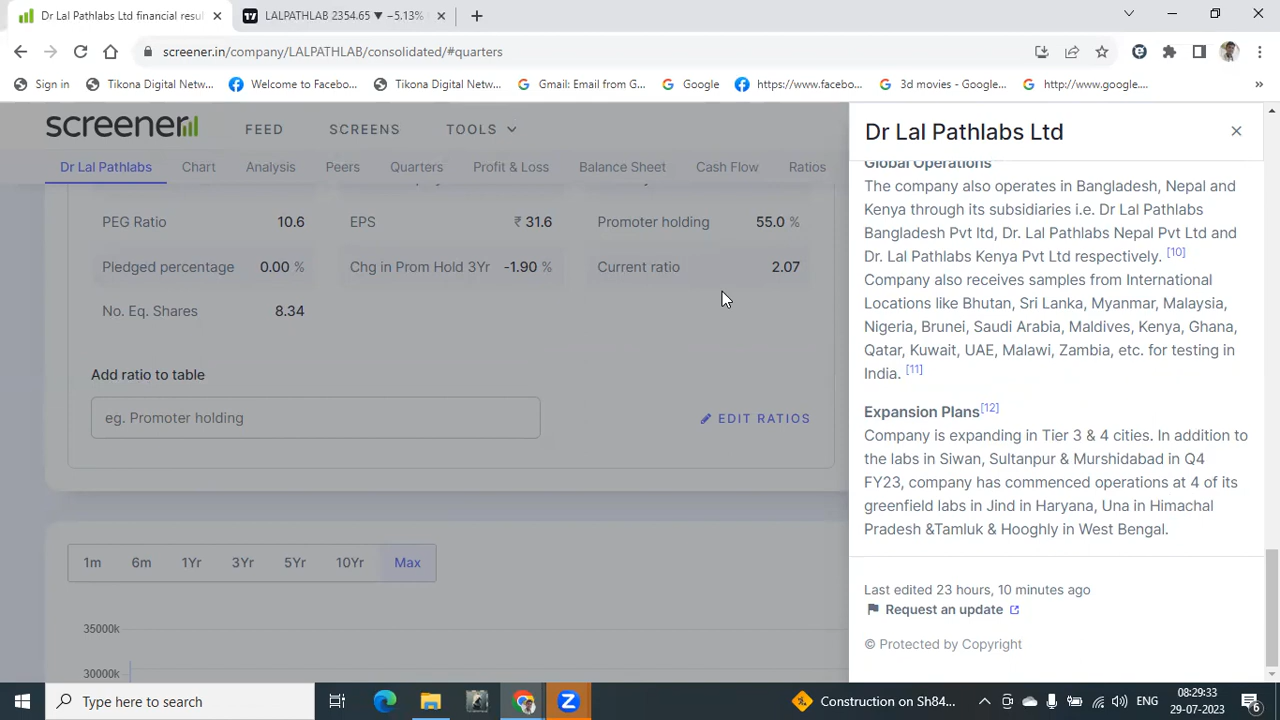 Dr Lal Pathlabs Ltd financial resul
LALPATHLAB 2354.65 ▼ −5.13%
screener.in/company/LALPATHLAB/consolidated/#quarters
Sign in
Tikona Digital Netw...
Welcome to Facebo...
Tikona Digital Netw...
Gmail: Email from G...
Google
https://www.facebo...
3d movies - Google...
http://www.google....
»
screener
FEED
SCREENS
TOOLS
Dr Lal Pathlabs
Chart
Analysis
Peers
Quarters
Profit & Loss
Balance Sheet
Cash Flow
Ratios
PEG Ratio 10.6
EPS ₹ 31.6
Promoter holding 55.0 %
Pledged percentage 0.00 %
Chg in Prom Hold 3Yr -1.90 %
Current ratio 2.07
No. Eq. Shares 8.34
Add ratio to table
eg. Promoter holding
EDIT RATIOS
1m 6m 1Yr 3Yr 5Yr 10Yr Max
35000k
30000k
Dr Lal Pathlabs Ltd
Global Operations
The company also operates in Bangladesh, Nepal and
Kenya through its subsidiaries i.e. Dr Lal Pathlabs
Bangladesh Pvt ltd, Dr. Lal Pathlabs Nepal Pvt Ltd and
Dr. Lal Pathlabs Kenya Pvt Ltd respectively. [10]
Company also receives samples from International
Locations like Bhutan, Sri Lanka, Myanmar, Malaysia,
Nigeria, Brunei, Saudi Arabia, Maldives, Kenya, Ghana,
Qatar, Kuwait, UAE, Malawi, Zambia, etc. for testing in
India. [11]
Expansion Plans[12]
Company is expanding in Tier 3 & 4 cities. In addition to
the labs in Siwan, Sultanpur & Murshidabad in Q4
FY23, company has commenced operations at 4 of its
greenfield labs in Jind in Haryana, Una in Himachal
Pradesh &Tamluk & Hooghly in West Bengal.
Last edited 23 hours, 10 minutes ago
Request an update
© Protected by Copyright
Type here to search
Construction on Sh84...
ENG
08:29:33
29-07-2023
6